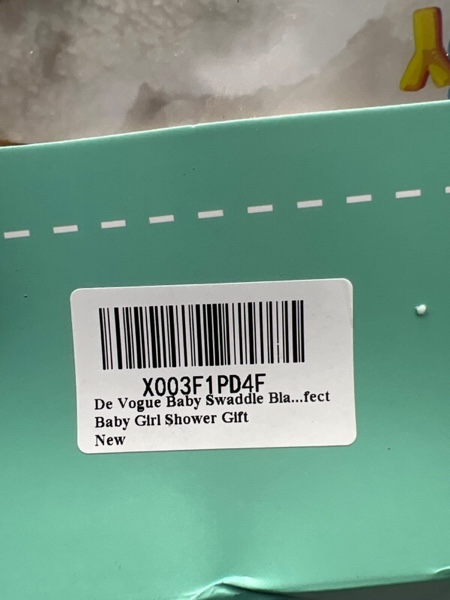 X003F1PD4F
De Vogue Baby Swaddle Bla...fect
Baby Girl Shower Gift
New